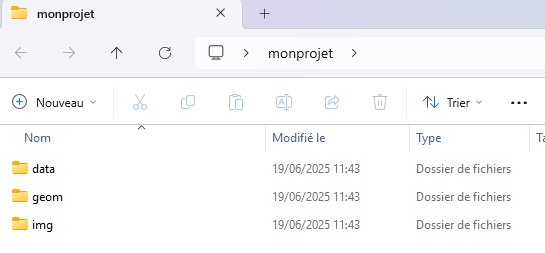 monprojet
monprojet
Nouveau
Trier
Nom Modifié le Type
data 19/06/2025 11:43 Dossier de fichiers
geom 19/06/2025 11:43 Dossier de fichiers
img 19/06/2025 11:43 Dossier de fichiers